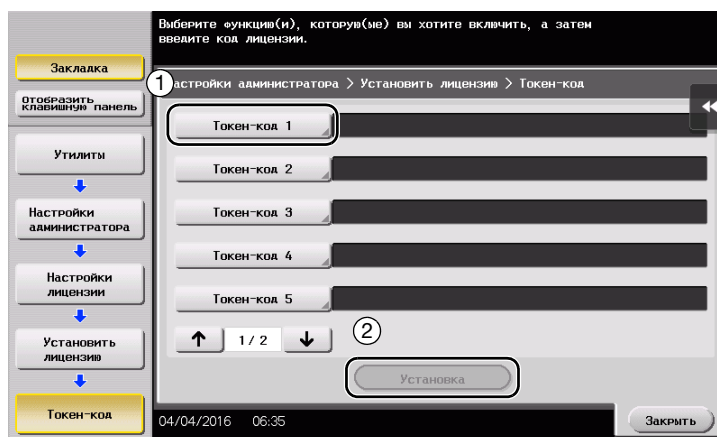 Выберите функцию(и), которую(ые) вы хотите включить, а затем
введите код лицензии.
Закладка
Отобразить
клавишную панель
Утилиты
Настройки
администратора
Настройки
лицензии
Установить
лицензию
Токен-код
1
астройки администратора > Установить лицензию > Токен-код
Токен-код 1
Токен-код 2
Токен-код 3
Токен-код 4
Токен-код 5
1/ 2
2
Установка
04/04/2016 06:35
Закрыть